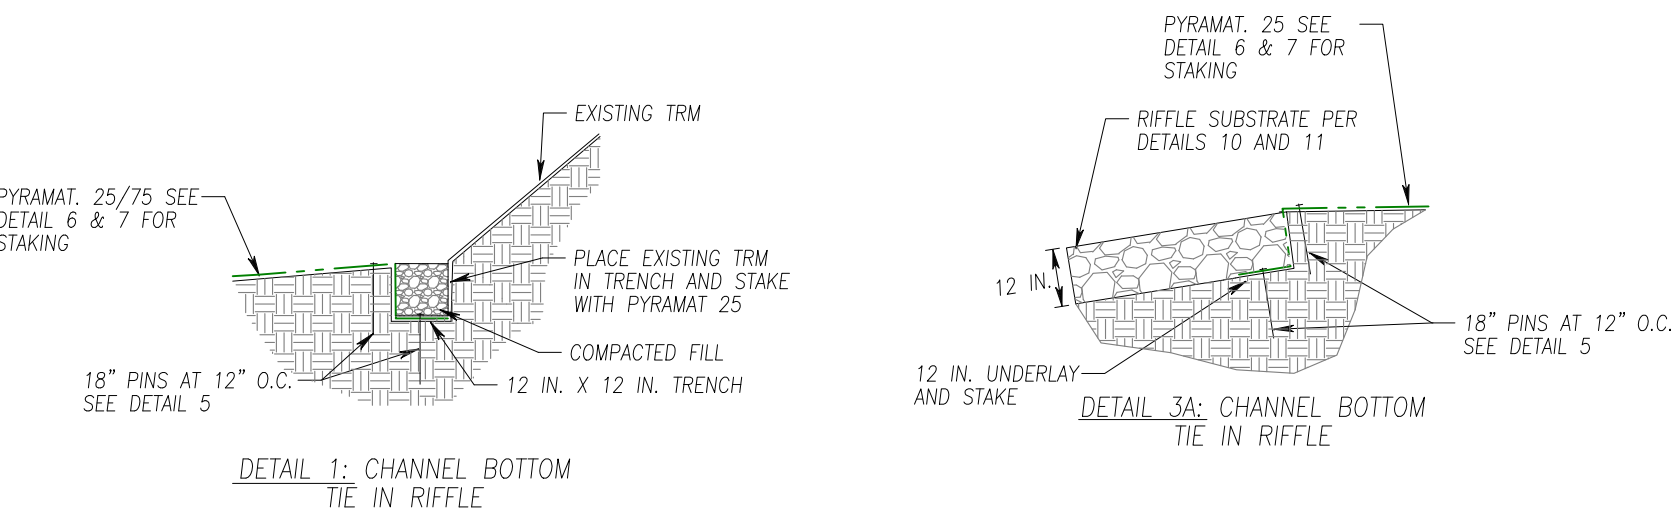 PYRAMAT. 25/75 SEE
DETAIL 6 & 7 FOR
STAKING
EXISTING TRM
PLACE EXISTING TRM
IN TRENCH AND STAKE
WITH PYRAMAT 25
COMPACTED FILL
12 IN. X 12 IN. TRENCH
18" PINS AT 12" O.C.
SEE DETAIL 5
DETAIL 1: CHANNEL BOTTOM
TIE IN RIFFLE
PYRAMAT. 25 SEE
DETAIL 6 & 7 FOR
STAKING
RIFFLE SUBSTRATE PER
DETAILS 10 AND 11
12 IN.
18" PINS AT 12" O.C.
SEE DETAIL 5
12 IN. UNDERLAY
AND STAKE
DETAIL 3A: CHANNEL BOTTOM
TIE IN RIFFLE